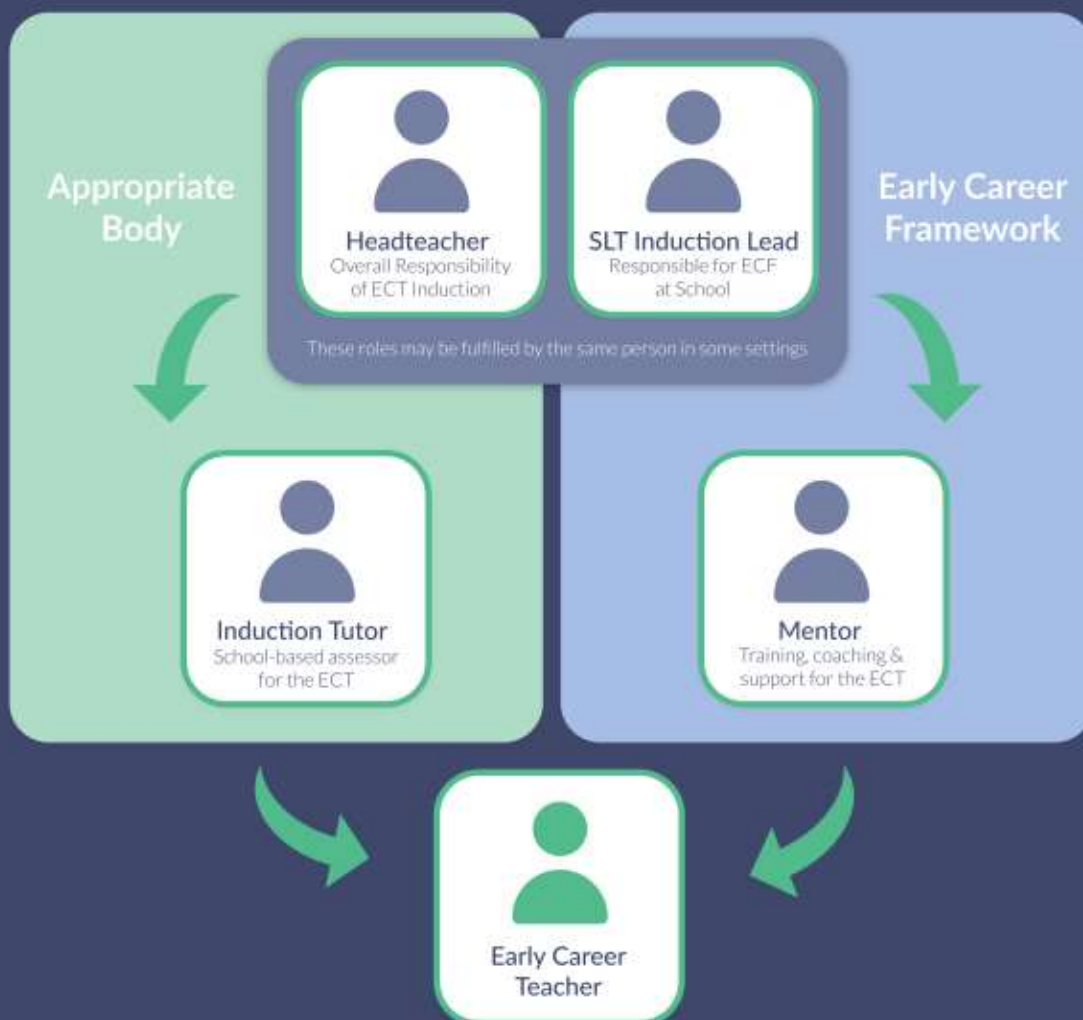 Appropriate
Body
Headteacher
Overall Responsibility
of ECT Induction
SLT Induction Lead
Responsible for ECF
at School
These roles may be fulfilled by the same person in some settings
Early Career
Framework
Induction Tutor
School-based assessor
for the ECT
Mentor
Training, coaching &
support for the ECT
Early Career
Teacher